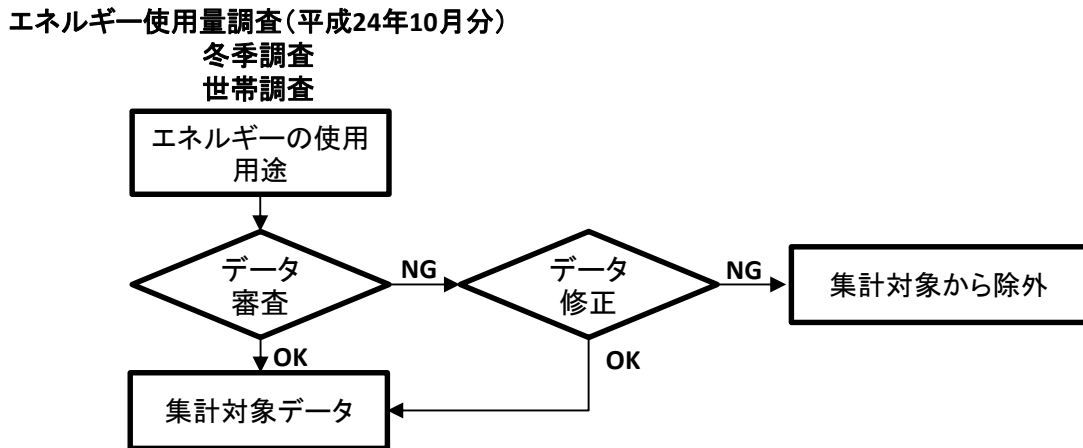 エネルギー使用量調査（平成24年10月分）
冬季調査
世帯調査
エネルギーの使用
用途
データ
審査
NG
データ
修正
NG
集計対象から除外
OK
OK
集計対象データ